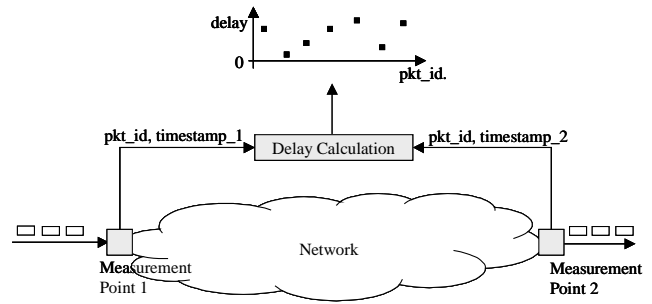 delay
0
pkt_id.
pkt_id, timestamp_1
pkt_id, timestamp_2
Delay Calculation
Network
Measurement
Point 1
Measurement
Point 2